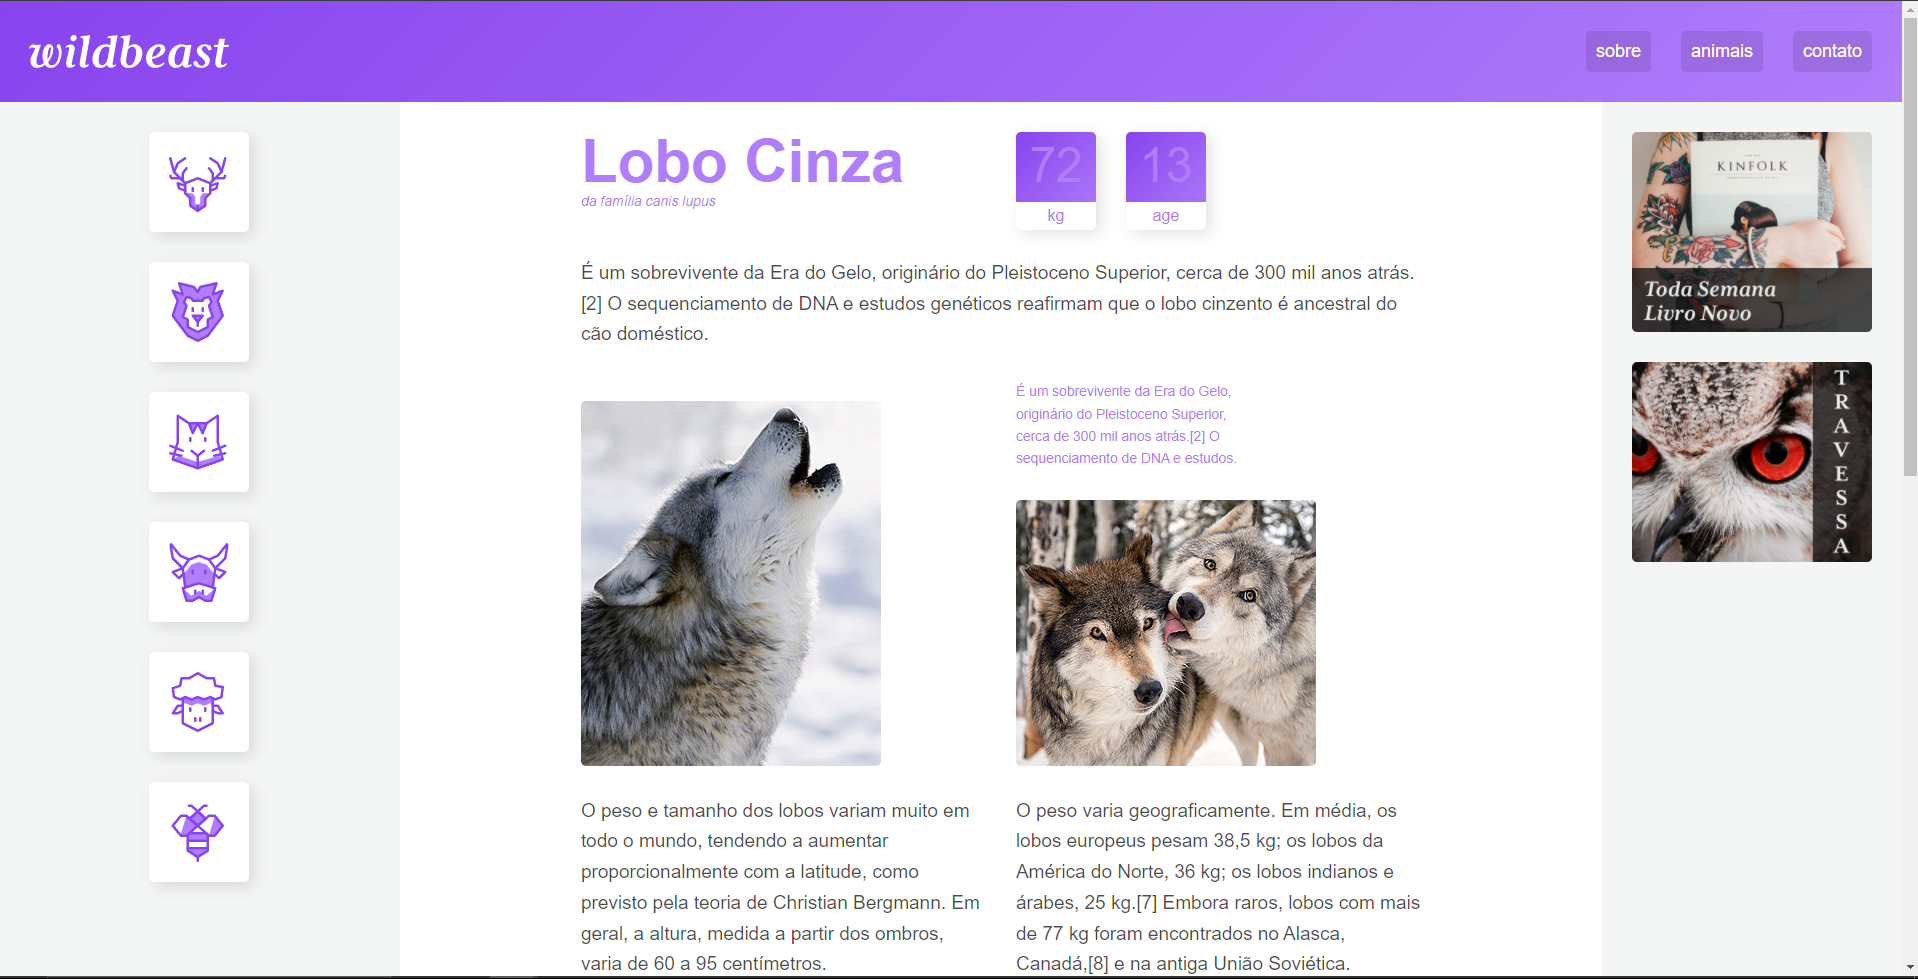 wildbeast
sobre
animais
contato
Lobo Cinza
da família canis lupus
72
kg
13
age
É um sobrevivente da Era do Gelo, originário do Pleistoceno Superior, cerca de 300 mil anos atrás.
[2] O sequenciamento de DNA e estudos genéticos reafirmam que o lobo cinzento é ancestral do
cão doméstico.
É um sobrevivente da Era do Gelo,
originário do Pleistoceno Superior,
cerca de 300 mil anos atrás.[2] O
sequenciamento de DNA e estudos.
O peso e tamanho dos lobos variam muito em
todo o mundo, tendendo a aumentar
proporcionalmente com a latitude, como
previsto pela teoria de Christian Bergmann. Em
geral, a altura, medida a partir dos ombros,
varia de 60 a 95 centímetros.
O peso varia geograficamente. Em média, os
lobos europeus pesam 38,5 kg; os lobos da
América do Norte, 36 kg; os lobos indianos e
árabes, 25 kg.[7] Embora raros, lobos com mais
de 77 kg foram encontrados no Alasca,
Canadá,[8] e na antiga União Soviética.
KINFOLK
Toda Semana
Livro Novo
TRAVESSA